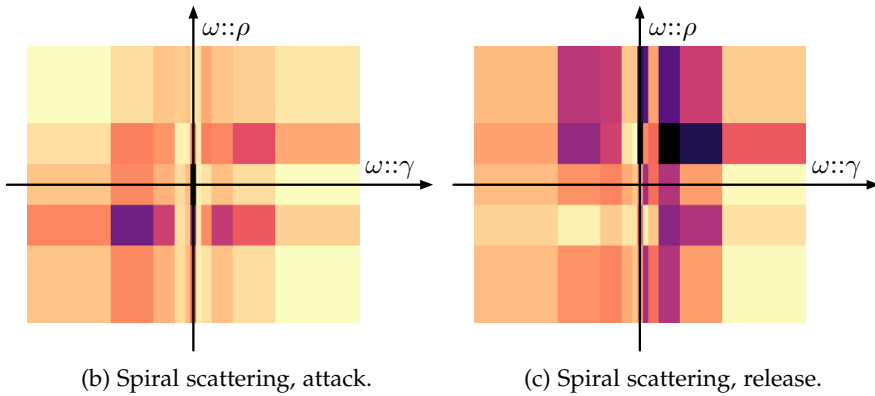 ω::ρ
ω::ρ
ω::γ
ω::γ
(b) Spiral scattering, attack.
(c) Spiral scattering, release.